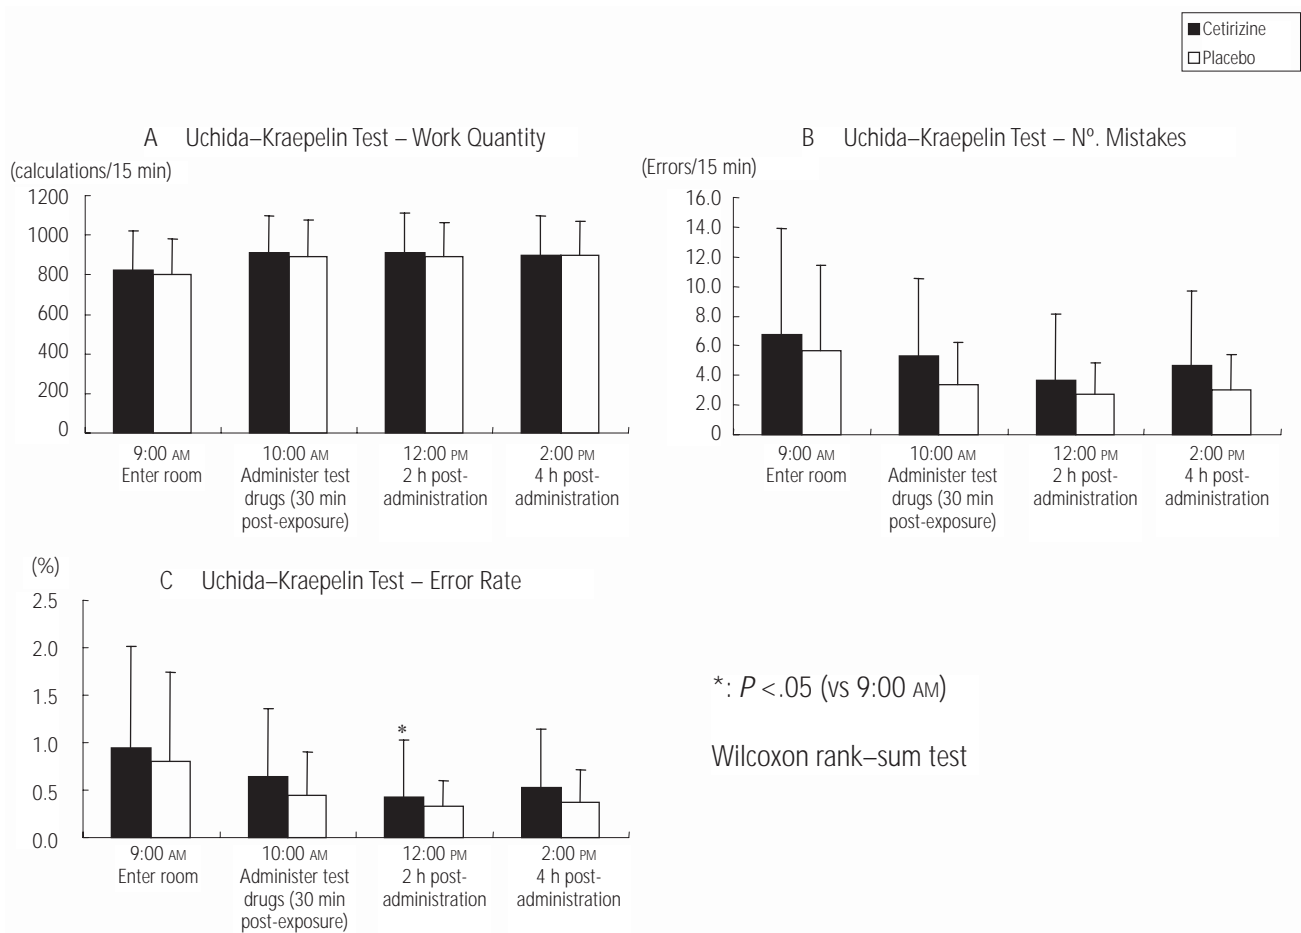 Cetirizine
Placebo
A Uchida–Kraepelin Test – Work Quantity
(calculations/15 min)
1200
1000
800
600
400
200
0
9:00 AM
Enter room
10:00 AM
Administer test
drugs (30 min
post-exposure)
12:00 PM
2 h post-
administration
2:00 PM
4 h post-
administration
B Uchida–Kraepelin Test – Nº. Mistakes
(Errors/15 min)
16.0
14.0
12.0
10.0
8.0
6.0
4.0
2.0
0
9:00 AM
Enter room
10:00 AM
Administer test
drugs (30 min
post-exposure)
12:00 PM
2 h post-
administration
2:00 PM
4 h post-
administration
(%)
C Uchida–Kraepelin Test – Error Rate
2.5
2.0
1.5
1.0
0.5
0.0
*
9:00 AM
Enter room
10:00 AM
Administer test
drugs (30 min
post-exposure)
12:00 PM
2 h post-
administration
2:00 PM
4 h post-
administration
*: P <.05 (vs 9:00 AM)
Wilcoxon rank–sum test